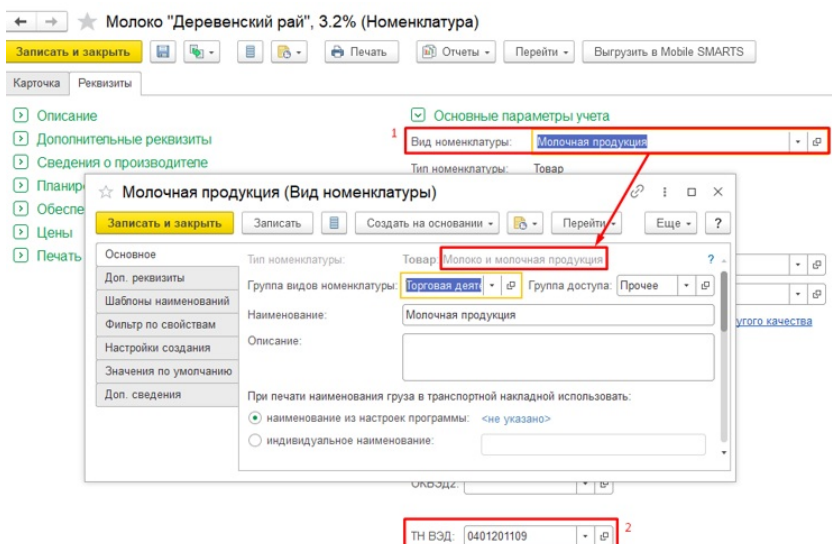 Молоко "Деревенский рай", 3.2% (Номенклатура)
Записать и закрыть Печать Отчеты Перейти Выгрузить в Mobile SMARTS
Карточка Реквизиты
Описание Основные параметры учета
Дополнительные реквизиты 1 Вид номенклатуры: Молочная продукция
Сведения о производителе Тип номенклатуры: Товар
Планир
Обеспе
Цены
Печать
Молочная продукция (Вид номенклатуры)
Записать и закрыть Записать Создать на основании Перейти Еще ?
Основное
Доп. реквизиты
Шаблоны наименований
Фильтр по свойствам
Настройки создания
Значения по умолчанию
Доп. сведения
Тип номенклатуры: Товар Молоко и молочная продукция ?
Группа видов номенклатуры: Торговая деяте Группа доступа: Прочее
Наименование: Молочная продукция
Описание:
При печати наименования груза в транспортной накладной использовать:
наименование из настроек программы: <не указано>
индивидуальное наименование:
угого качества
ОКВЭД2:
ТН ВЭД: 0401201109 2